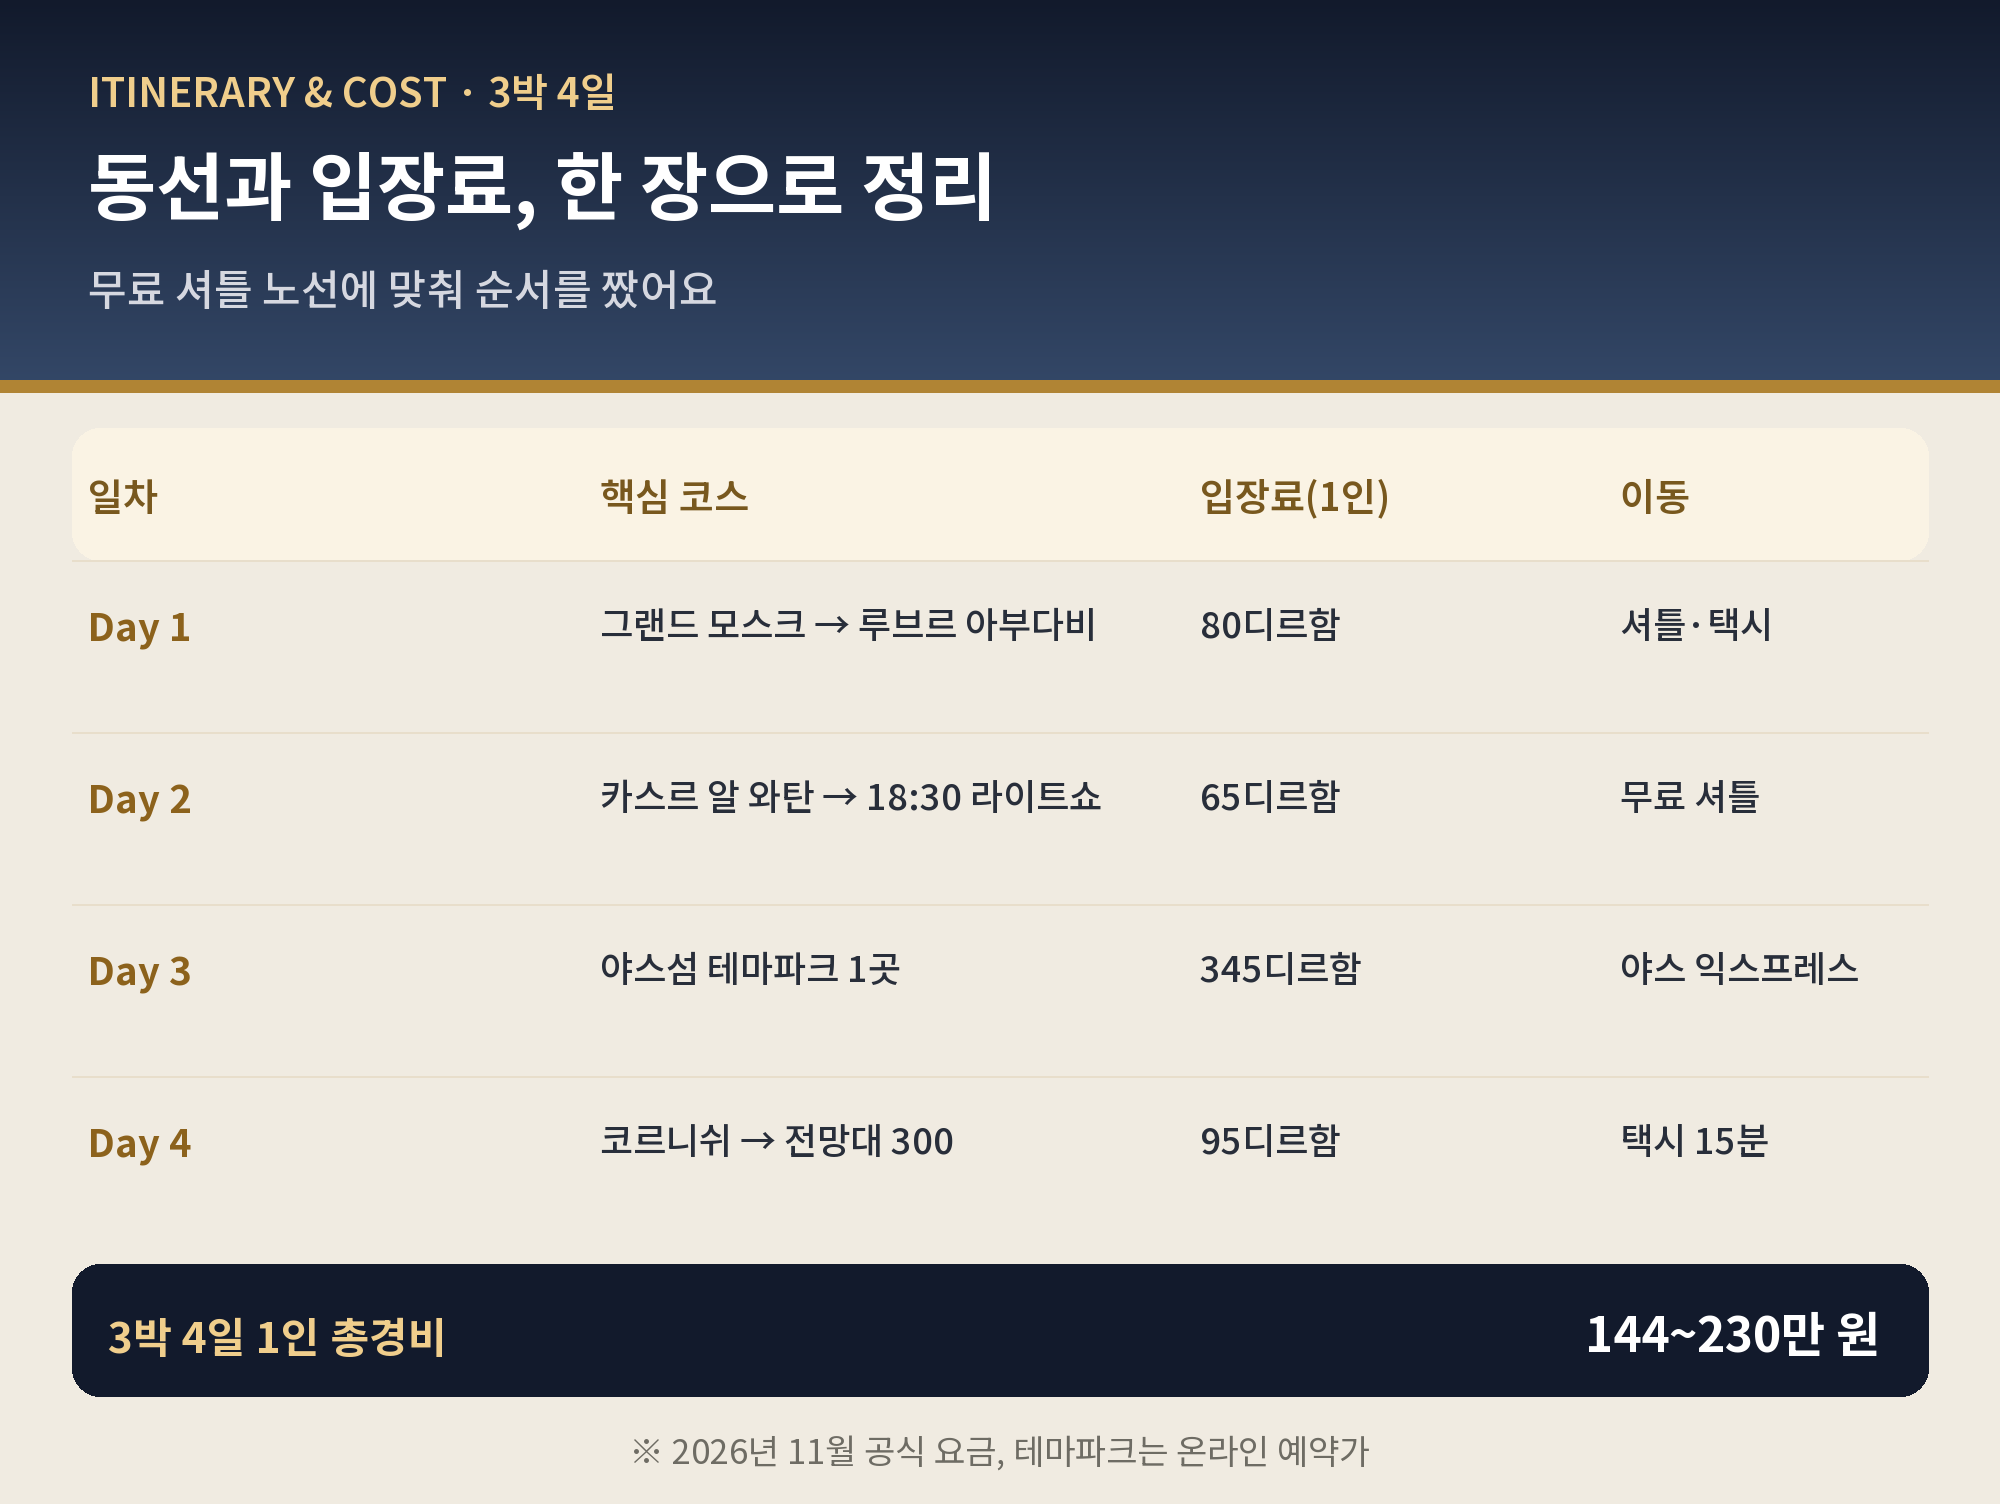 ITINERARY & COST · 3박 4일
동선과 입장료, 한 장으로 정리
무료 셔틀 노선에 맞춰 순서를 짰어요
일차 핵심 코스 입장료(1인) 이동
Day 1 그랜드 모스크 → 루브르 아부다비 80디르함 셔틀·택시
Day 2 카스르 알 와탄 → 18:30 라이트쇼 65디르함 무료 셔틀
Day 3 야스섬 테마파크 1곳 345디르함 야스 익스프레스
Day 4 코르니쉬 → 전망대 300 95디르함 택시 15분
3박 4일 1인 총경비 144~230만 원
※ 2026년 11월 공식 요금, 테마파크는 온라인 예약가